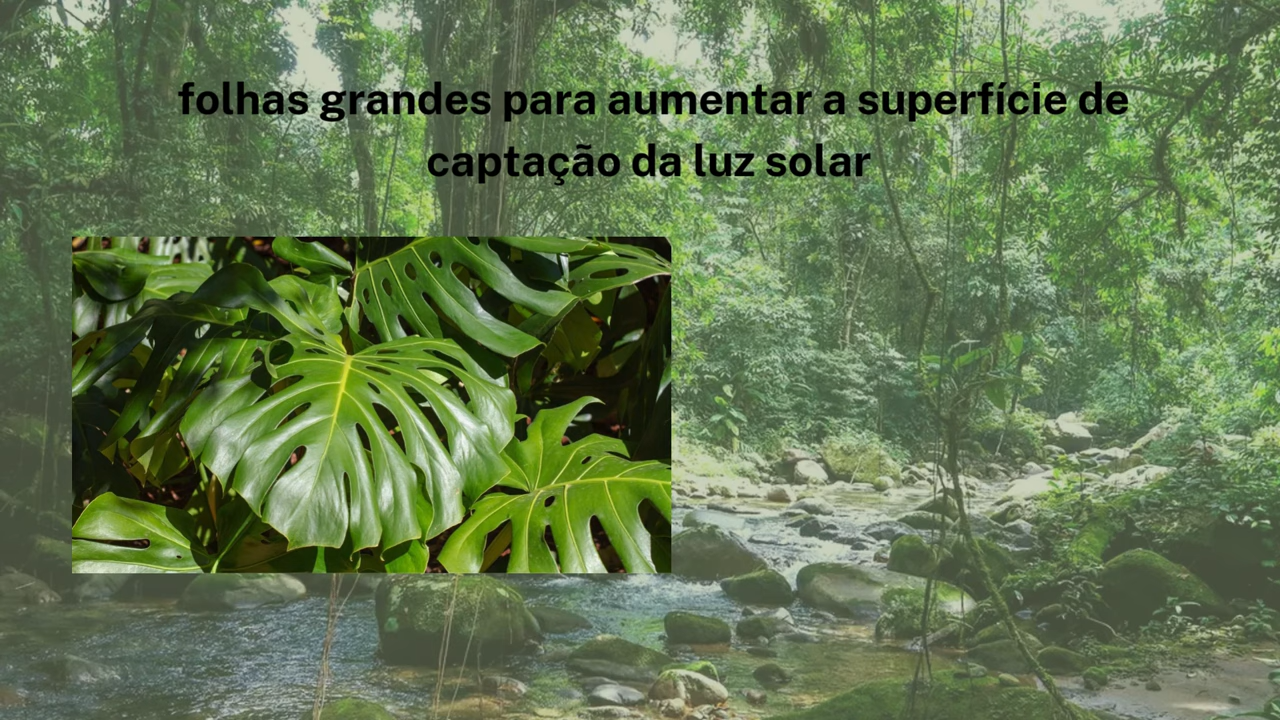 folhas grandes para aumentar a superfície de
captação da luz solar